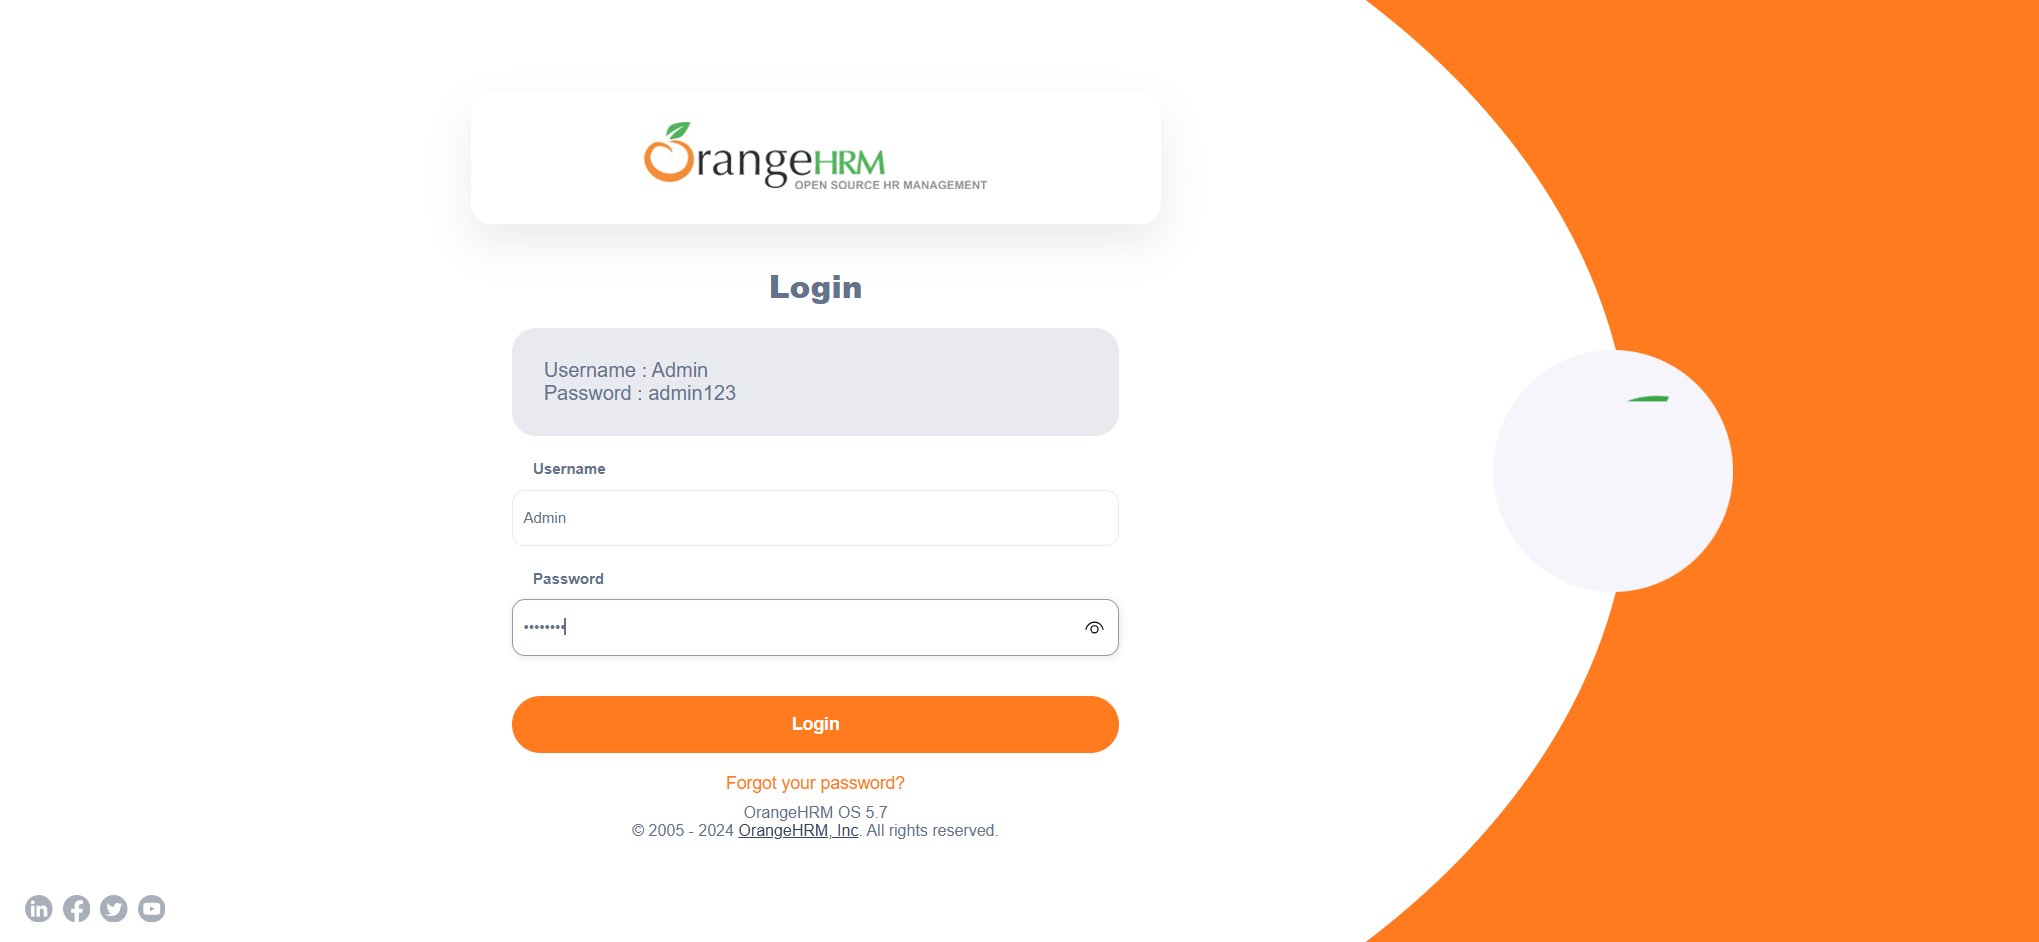 OrangeHRM
OPEN SOURCE HR MANAGEMENT
Login
Username : Admin
Password : admin123
Username
Admin
Password
••••••••
Login
Forgot your password?
OrangeHRM OS 5.7
© 2005 - 2024 OrangeHRM, Inc. All rights reserved.